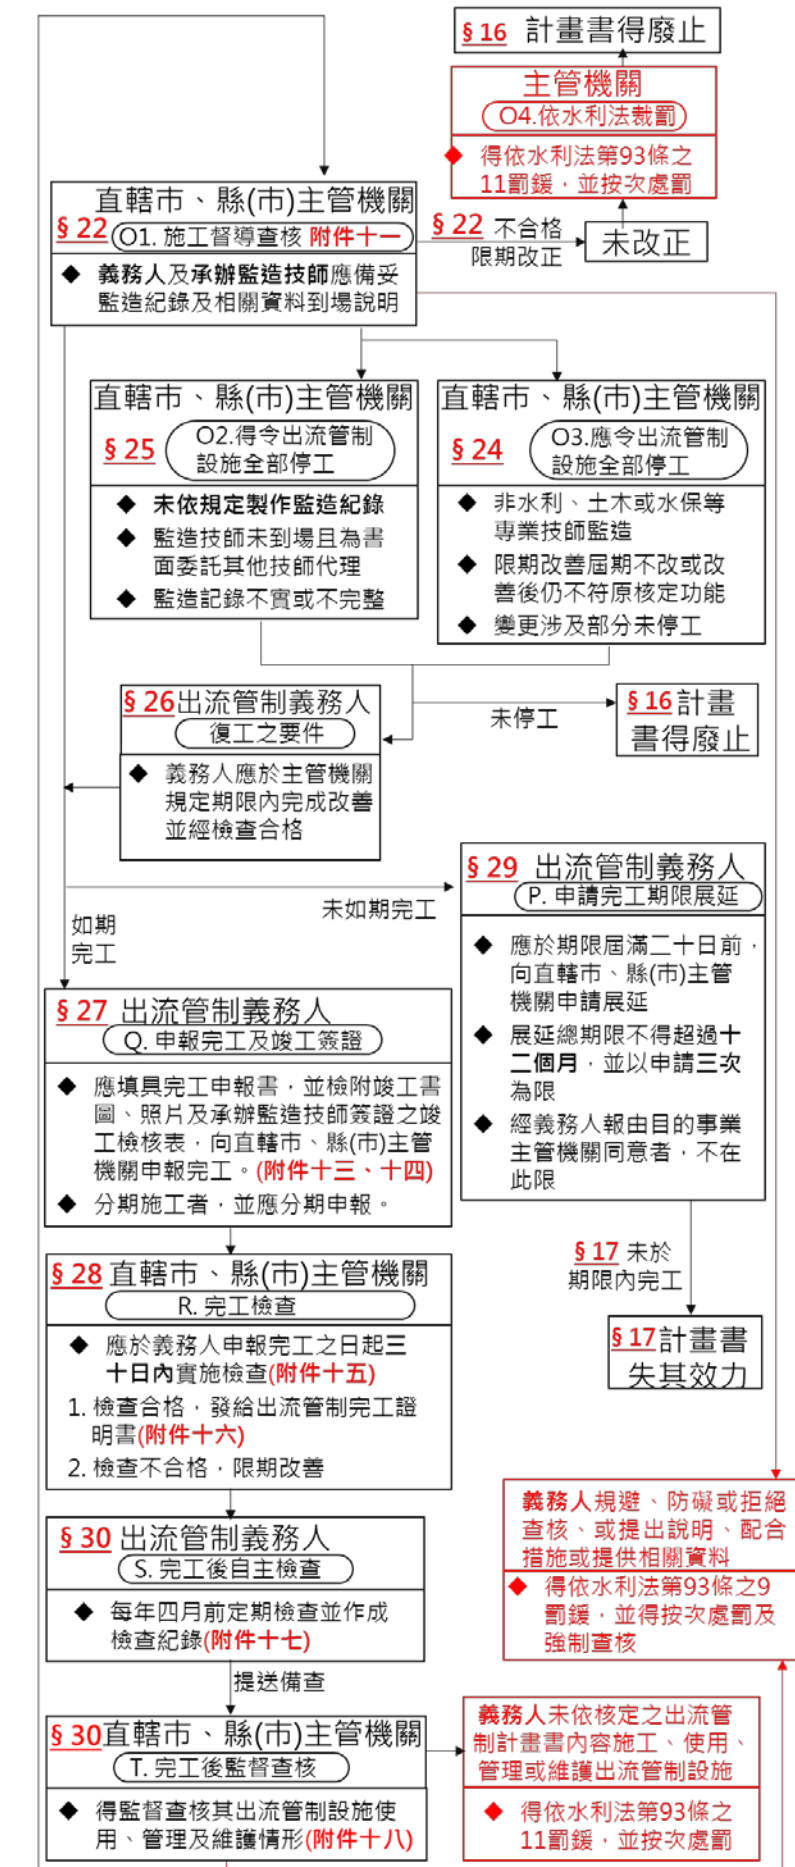 §16 計畫書得廢止
主管機關
O4.依水利法裁罰
◆ 得依水利法第93條之
11罰鍰，並按次處罰
直轄市、縣(市)主管機關
§22 O1. 施工督導查核 附件十一
◆ 義務人及承辦監造技師應備妥
監造紀錄及相關資料到場說明
§22 不合格
限期改正
未改正
直轄市、縣(市)主管機關
§25 O2.得令出流管制
設施全部停工
◆ 未依規定製作監造紀錄
◆ 監造技師未到場且為書
面委託其他技師代理
◆ 監造記錄不實或不完整
直轄市、縣(市)主管機關
§24 O3.應令出流管制
設施全部停工
◆ 非水利、土木或水保等
專業技師監造
◆ 限期改善屆期不改或改
善後仍不符原核定功能
◆ 變更涉及部分未停工
§26出流管制義務人
復工之要件
◆ 義務人應於主管機關
規定期限內完成改善
並經檢查合格
未停工
§16計畫
書得廢止
如期
完工
未如期完工
§29 出流管制義務人
P. 申請完工期限展延
◆ 應於期限屆滿二十日前，
向直轄市、縣(市)主管
機關申請展延
◆ 展延總期限不得超過十
二個月，並以申請三次
為限
◆ 經義務人報由目的事業
主管機關同意者，不在
此限
§27 出流管制義務人
Q. 申報完工及竣工簽證
◆ 應填具完工申報書，並檢附竣工書
圖、照片及承辦監造技師簽證之竣
工檢核表，向直轄市、縣(市)主管
機關申報完工。(附件十三、十四)
◆ 分期施工者，並應分期申報。
§17 未於
期限內完工
§17計畫書
失其效力
§28 直轄市、縣(市)主管機關
R. 完工檢查
◆ 應於義務人申報完工之日起三
十日內實施檢查(附件十五)
1. 檢查合格，發給出流管制完工證
明書(附件十六)
2. 檢查不合格，限期改善
義務人規避、防礙或拒絕
查核、或提出說明、配合
措施或提供相關資料
◆ 得依水利法第93條之9
罰鍰，並得按次處罰及
強制查核
§30 出流管制義務人
S. 完工後自主檢查
◆ 每年四月前定期檢查並作成
檢查紀錄(附件十七)
提送備查
§30直轄市、縣(市)主管機關
T. 完工後監督查核
◆ 得監督查核其出流管制設施使
用、管理及維護情形(附件十八)
義務人未依核定之出流管
制計畫書內容施工、使用、
管理或維護出流管制設施
◆ 得依水利法第93條之
11罰鍰，並按次處罰